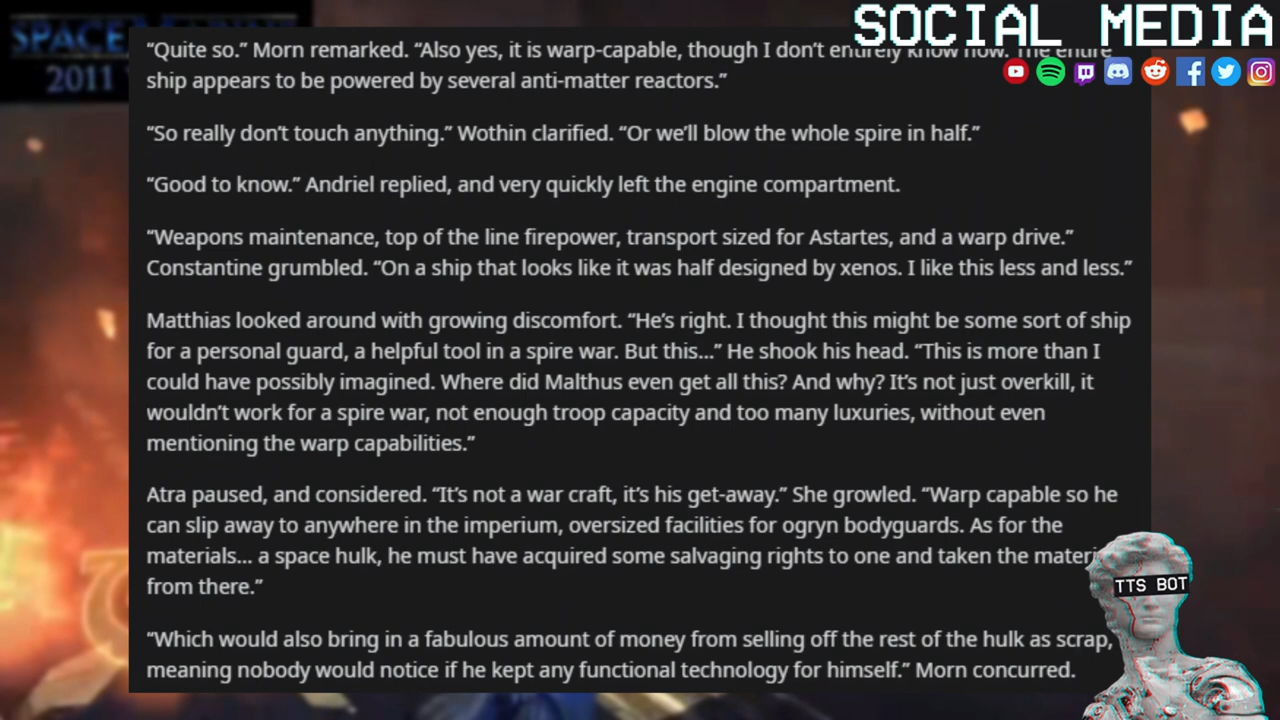 SPACE
2011
SOCIAL MEDIA
“Quite so.” Morn remarked. “Also yes, it is warp-capable, though I don't entirely know how. The entire
ship appears to be powered by several anti-matter reactors.”
“So really don't touch anything.” Wothin clarified. “Or we'll blow the whole spire in half.”
“Good to know.” Andriel replied, and very quickly left the engine compartment.
“Weapons maintenance, top of the line firepower, transport sized for Astartes, and a warp drive.”
Constantine grumbled. “On a ship that looks like it was half designed by xenos. I like this less and less.”
Matthias looked around with growing discomfort. “He's right. I thought this might be some sort of ship
for a personal guard, a helpful tool in a spire war. But this...” He shook his head. “This is more than I
could have possibly imagined. Where did Malthus even get all this? And why? It's not just overkill, it
wouldn't work for a spire war, not enough troop capacity and too many luxuries, without even
mentioning the warp capabilities.”
Atra paused, and considered. “It's not a war craft, it's his get-away.” She growled. “Warp capable so he
can slip away to anywhere in the imperium, oversized facilities for ogryn bodyguards. As for the
materials... a space hulk, he must have acquired some salvaging rights to one and taken the materi
from there.”
TTS BOT
“Which would also bring in a fabulous amount of money from selling off the rest of the hulk as scrap,
meaning nobody would notice if he kept any functional technology for himself.” Morn concurred.